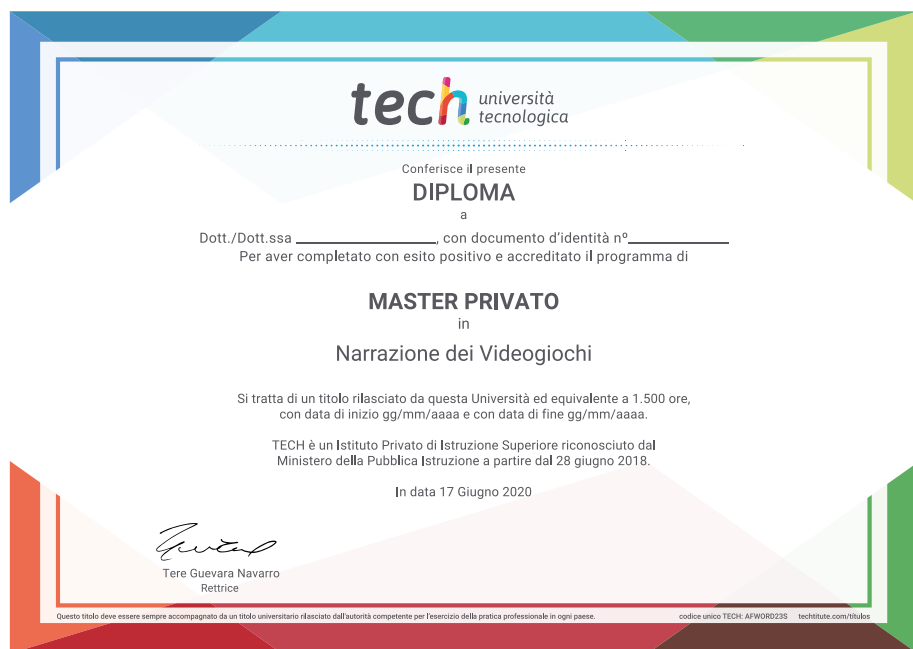 tech università
tecnologica
Conferisce il presente
DIPLOMA
a
Dott./Dott.ssa ____________________, con documento d'identità nº______________
Per aver completato con esito positivo e accreditato il programma di
MASTER PRIVATO
in
Narrazione dei Videogiochi
Si tratta di un titolo rilasciato da questa Università ed equivalente a 1.500 ore,
con data di inizio gg/mm/aaaa e con data di fine gg/mm/aaaa.
TECH è un Istituto Privato di Istruzione Superiore riconosciuto dal
Ministero della Pubblica Istruzione a partire dal 28 giugno 2018.
In data 17 Giugno 2020
Tere Guevara Navarro
Rettrice
Questo titolo deve essere sempre accompagnato da un titolo universitario rilasciato dall'autorità competente per l'esercizio della pratica professionale in ogni paese. codice unico TECH: AFWORD23S techtitute.com/titulos